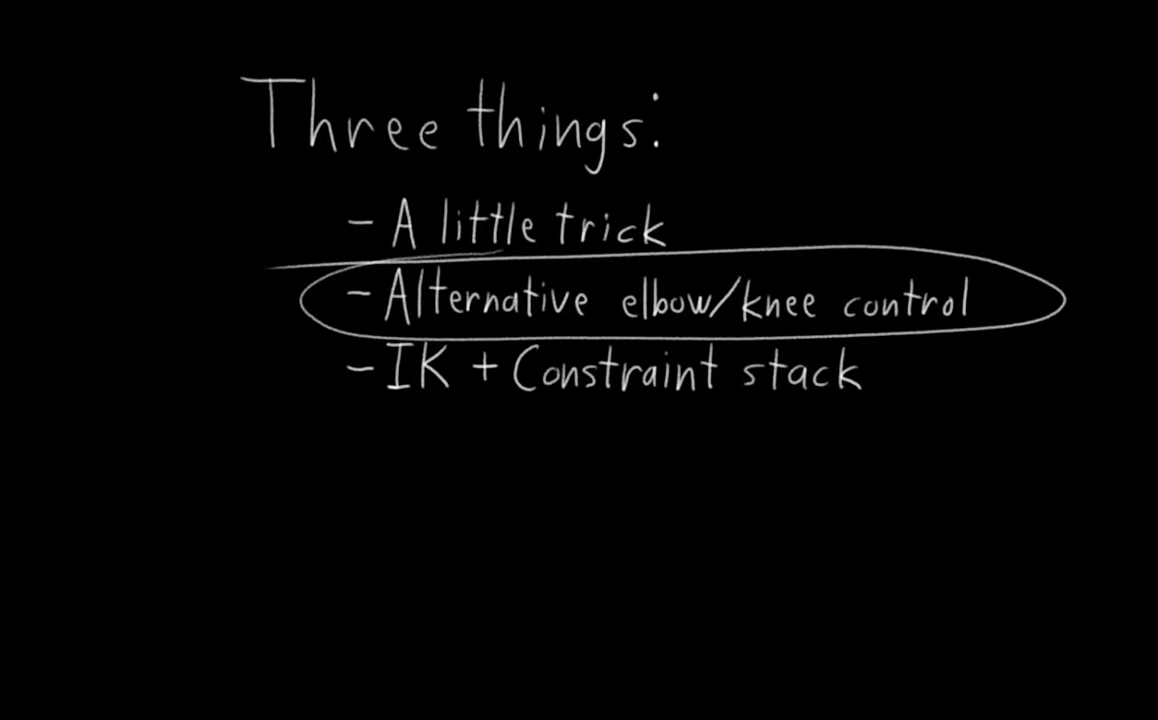 Three things:
- A little trick
- Alternative elbow/knee control
- IK + Constraint stack